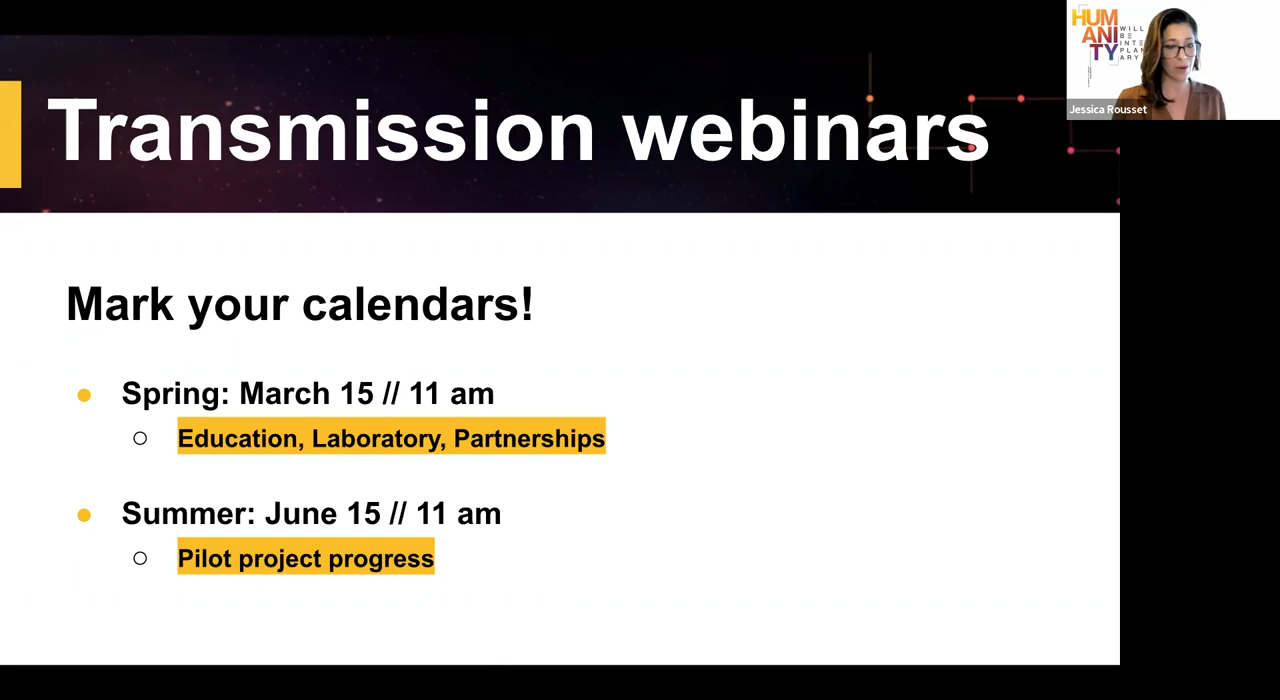 Transmission webinars
HUM
ANI
TY
WILL
BE
INTE
PLAN
ARY
Jessica Rousset
Mark your calendars!
Spring: March 15 // 11 am
Education, Laboratory, Partnerships
Summer: June 15 // 11 am
Pilot project progress